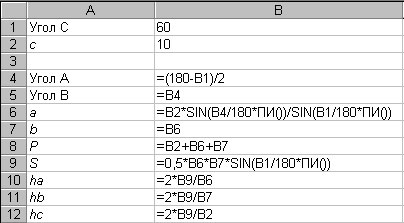 A B
1 Угол C 60
2 c 10
3
4 Угол A =(180-B1)/2
5 Угол B =B4
6 a =B2*SIN(B4/180*ПИ())/SIN(B1/180*ПИ())
7 b =B6
8 P =B2+B6+B7
9 S =0,5*B6*B7*SIN(B1/180*ПИ())
10 ha =2*B9/B6
11 hb =2*B9/B7
12 hc =2*B9/B2